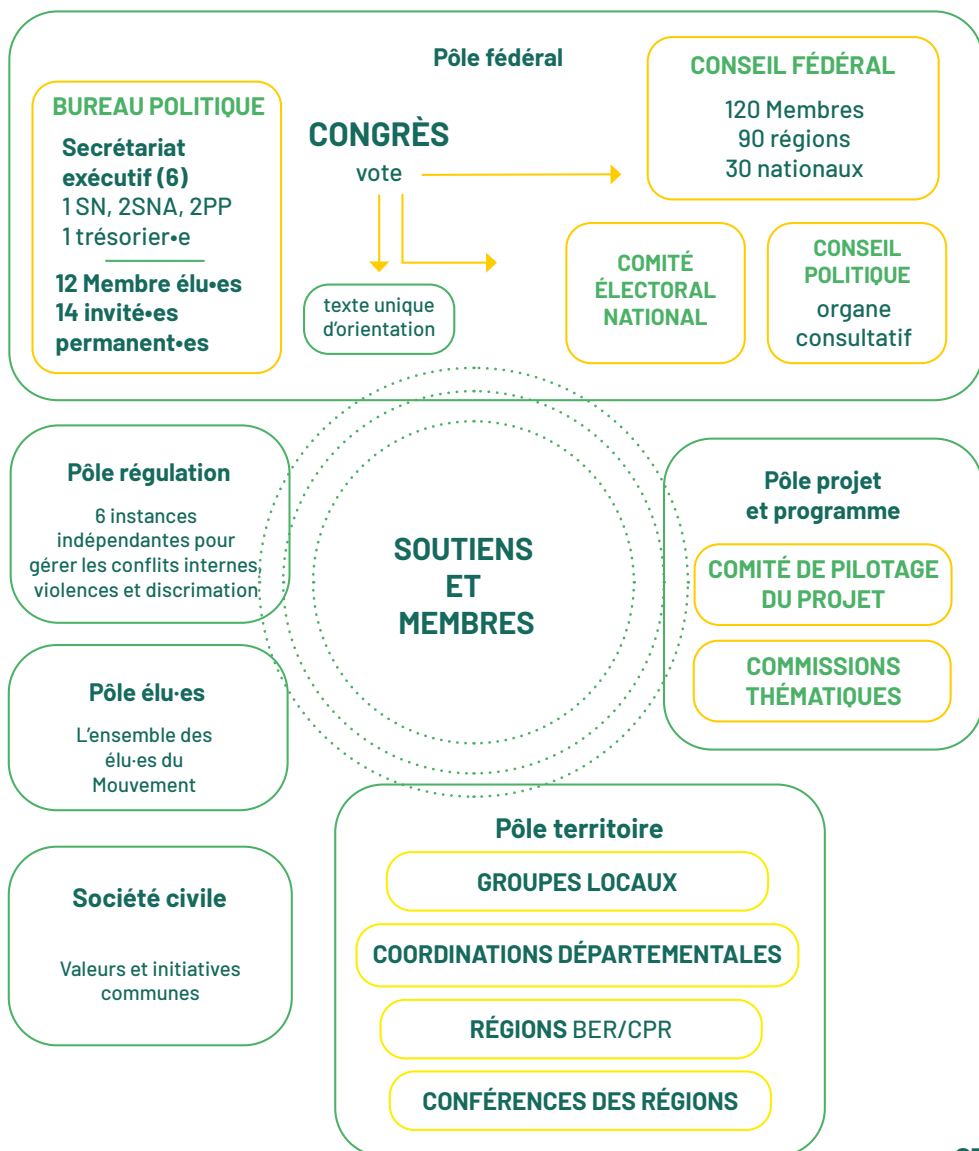 Pôle fédéral
BUREAU POLITIQUE
Secrétariat
exécutif (6)
1 SN, 2SNA, 2PP
1 trésorier•e
12 Membre élu•es
14 invité•es
permanent•es
CONGRÈS
vote
texte unique
d'orientation
CONSEIL FÉDÉRAL
120 Membres
90 régions
30 nationaux
COMITÉ
ÉLECTORAL
NATIONAL
CONSEIL
POLITIQUE
organe
consultatif
Pôle régulation
6 instances
indépendantes pour
gérer les conflits internes,
violences et discrimation
SOUTIENS
ET
MEMBRES
Pôle projet
et programme
COMITÉ DE PILOTAGE
DU PROJET
COMMISSIONS
THÉMATIQUES
Pôle élu·es
L'ensemble des
élu·es du
Mouvement
Société civile
Valeurs et initiatives
communes
Pôle territoire
GROUPES LOCAUX
COORDINATIONS DÉPARTEMENTALES
RÉGIONS BER/CPR
CONFÉRENCES DES RÉGIONS